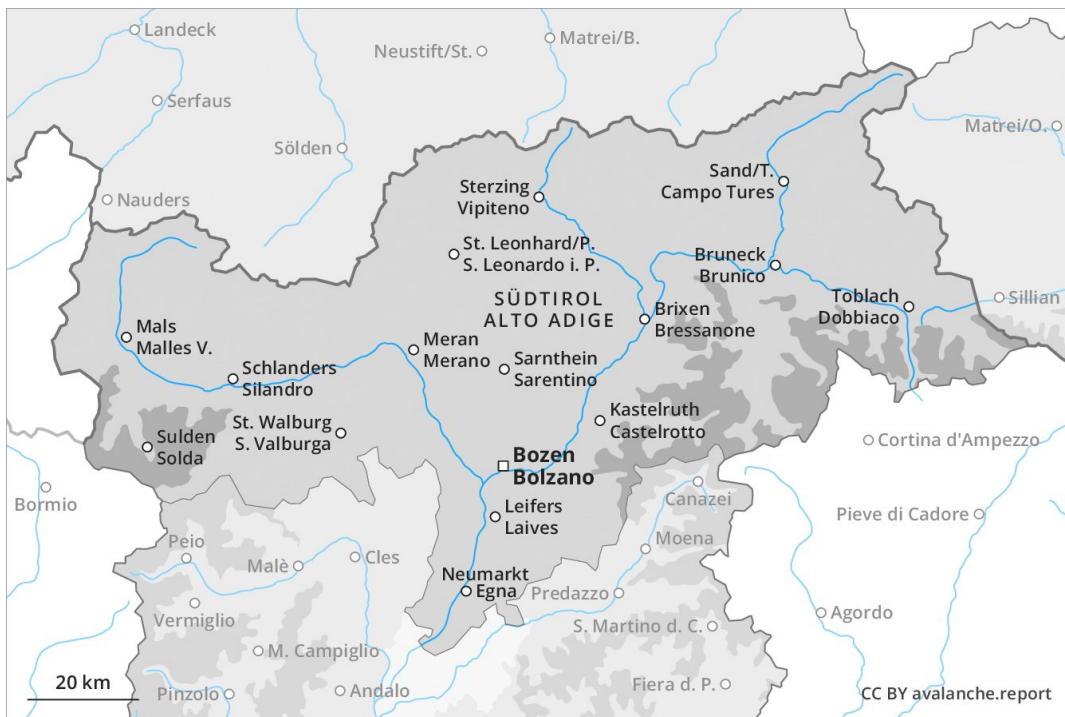 Landeck
Neustift/St.
Matrei/B.
Serfaus
Matrei/O.
Sölden
Sand/T.
Campo Tures
Nauders
Sterzing
Vipiteno
St. Leonhard/P.
S. Leonardo i. P.
Bruneck
Brunico
SÜDTIROL
ALTO ADIGE
Toblach
Dobbiaco
Sillian
Brixen
Bressanone
Mals
Malles V.
Meran
Merano
Sarnthein
Sarentino
Schlanders
Silandro
Kastelruth
Castelrotto
St. Walburg
S. Valburga
Sulden
Solda
Cortina d'Ampezzo
Bozen
Bolzano
Bormio
Canazei
Leifers
Laives
Pieve di Cadore
Moena
Peio
Cles
Malè
Neumarkt
Egna
Predazzo
Vermiglio
Agordo
S. Martino d. C.
M. Campiglio
20 km
Pinzolo
Andalo
Fiera d. P.
CC BY avalanche.report